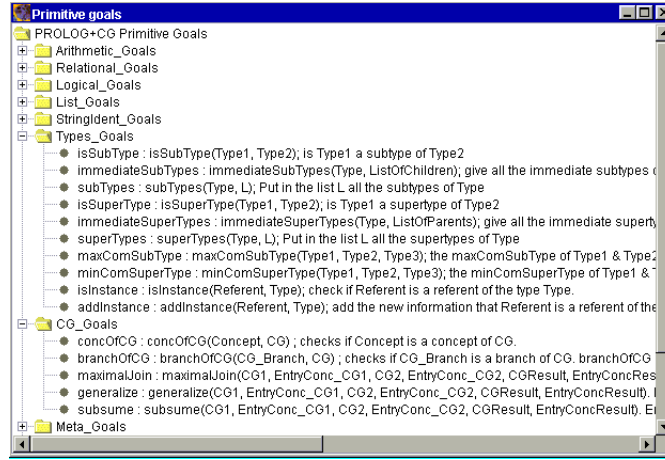 Primitive goals
PROLOG+CG Primitive Goals
Arithmetic_Goals
Relational_Goals
Logical_Goals
List_Goals
StringIdent_Goals
Types_Goals
isSubType : isSubType(Type1, Type2); is Type1 a subtype of Type2
immediateSubTypes : immediateSubTypes(Type, ListOfChildren); give all the immediate subtypes
subTypes : subTypes(Type, L); Put in the list L all the subtypes of Type
isSuperType : isSuperType(Type1, Type2); is Type1 a supertype of Type2
immediateSuperTypes : immediateSuperTypes(Type, ListOfParents); give all the immediate superty
superTypes : superTypes(Type, L); Put in the list L all the supertypes of Type
maxComSubType : maxComSubType(Type1, Type2, Type3); the maxComSubType of Type1 & Type2
minComSuperType : minComSuperType(Type1, Type2, Type3); the minComSuperType of Type1 &
isInstance : isInstance(Referent, Type); check if Referent is a referent of the type Type.
addInstance : addInstance(Referent, Type); add the new information that Referent is a referent of the
CG_Goals
concOfCG : concOfCG(Concept, CG) ; checks if Concept is a concept of CG.
branchOfCG : branchOfCG(CG_Branch, CG) ; checks if CG_Branch is a branch of CG. branchOfCG
maximalJoin : maximalJoin(CG1, EntryConc_CG1, CG2, EntryConc_CG2, CGResult, EntryConcRes
generalize : generalize(CG1, EntryConc_CG1, CG2, EntryConc_CG2, CGResult, EntryConcResult).
subsume : subsume(CG1, EntryConc_CG1, CG2, EntryConc_CG2, CGResult, EntryConcResult).
Meta_Goals